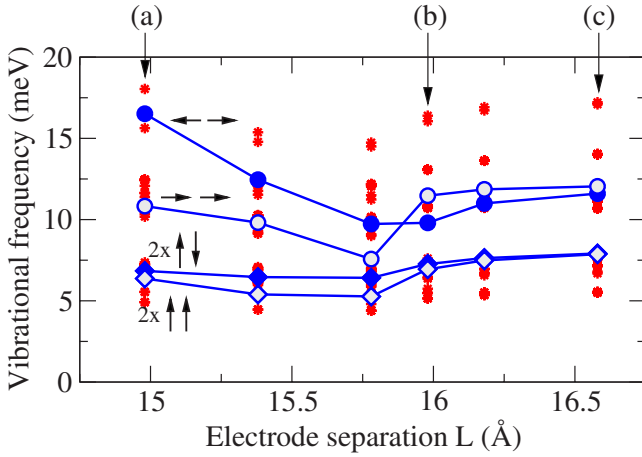 (a) (b) (c)
20
15
10
5
0
Vibrational frequency (meV)
2x
2x
15 15.5 16 16.5
Electrode separation L (Å)